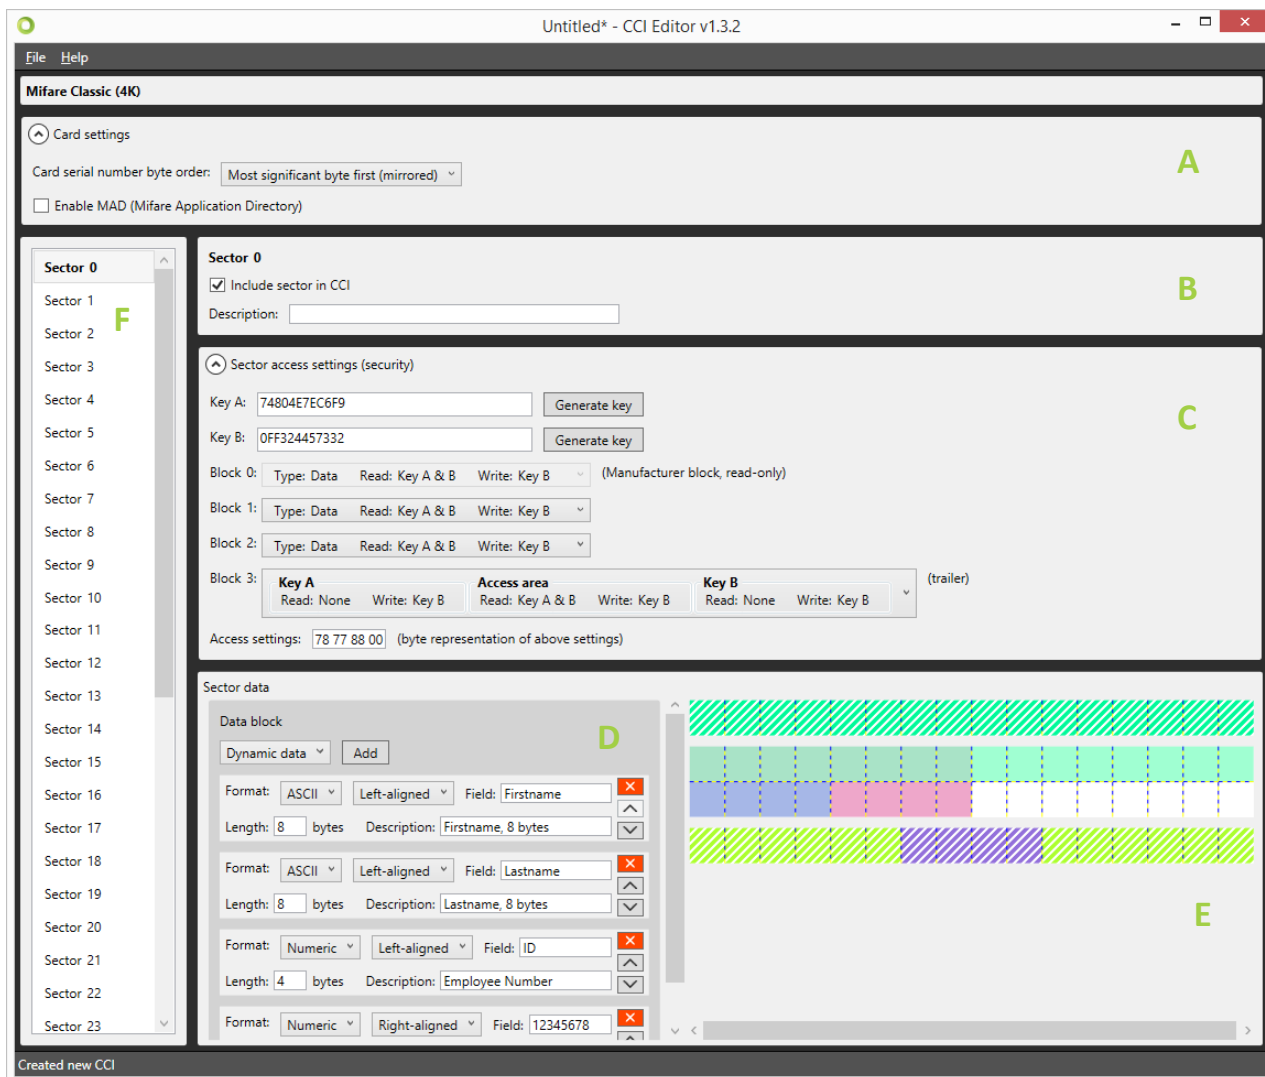 Untitled* - CCI Editor v1.3.2
File Help
Mifare Classic (4K)
Card settings
A
Card serial number byte order: Most significant byte first (mirrored)
Enable MAD (Mifare Application Directory)
Sector 0
Sector 1
Sector 2
Sector 3
Sector 4
Sector 5
Sector 6
Sector 7
Sector 8
Sector 9
Sector 10
Sector 11
Sector 12
Sector 13
Sector 14
Sector 15
Sector 16
Sector 17
Sector 18
Sector 19
Sector 20
Sector 21
Sector 22
Sector 23
F
Sector 0
Include sector in CCI
B
Description:
Sector access settings (security)
Key A: 74804E7EC6F9 Generate key
C
Key B: 0FF324457332 Generate key
Block 0: Type: Data Read: Key A & B Write: Key B (Manufacturer block, read-only)
Block 1: Type: Data Read: Key A & B Write: Key B
Block 2: Type: Data Read: Key A & B Write: Key B
Block 3: Key A Access area Key B (trailer)
Read: None Write: Key B Read: Key A & B Write: Key B Read: None Write: Key B
Access settings: 78 77 88 00 (byte representation of above settings)
Sector data
Data block
D
Dynamic data Add
Format: ASCII Left-aligned Field: Firstname
Length: 8 bytes Description: Firstname, 8 bytes
Format: ASCII Left-aligned Field: Lastname
Length: 8 bytes Description: Lastname, 8 bytes
Format: Numeric Left-aligned Field: ID
Length: 4 bytes Description: Employee Number
Format: Numeric Right-aligned Field: 12345678
E
Created new CCI